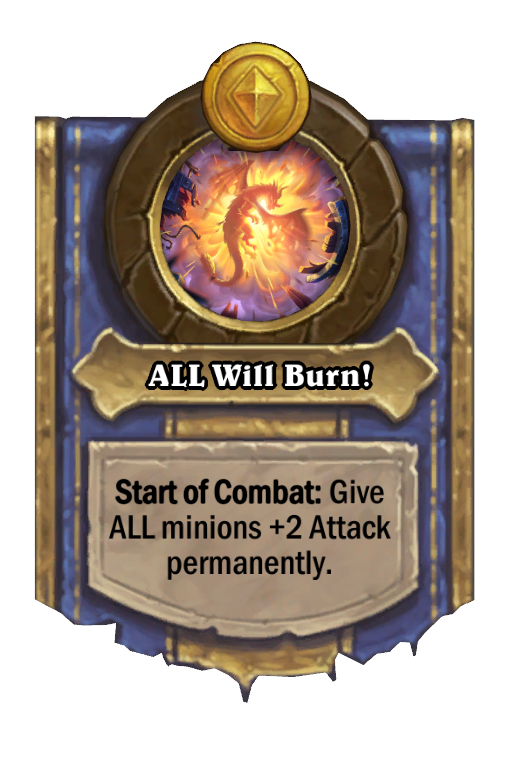 ALL Will Burn!
Start of Combat: Give
ALL minions +2 Attack
permanently.